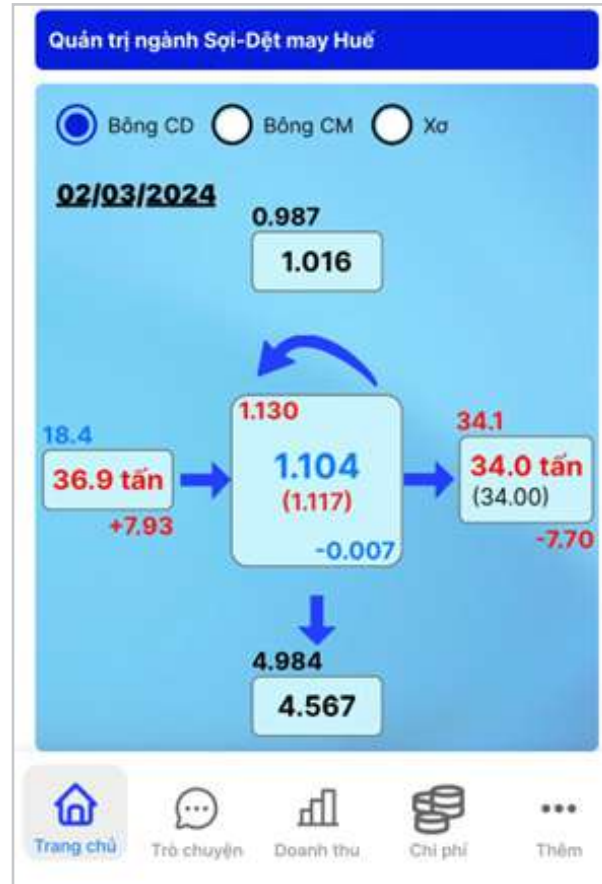 Quản trị ngành Sợi-Dệt may Huế
Bông CD Bông CM Xơ
02/03/2024
0.987
1.016
1.130
18.4
34.1
36.9 tấn
1.104
34.0 tấn
(1.117)
(34.00)
+7.93
-0.007
-7.70
4.984
4.567
Trang chủ Trò chuyện Doanh thu Chi phí Thêm